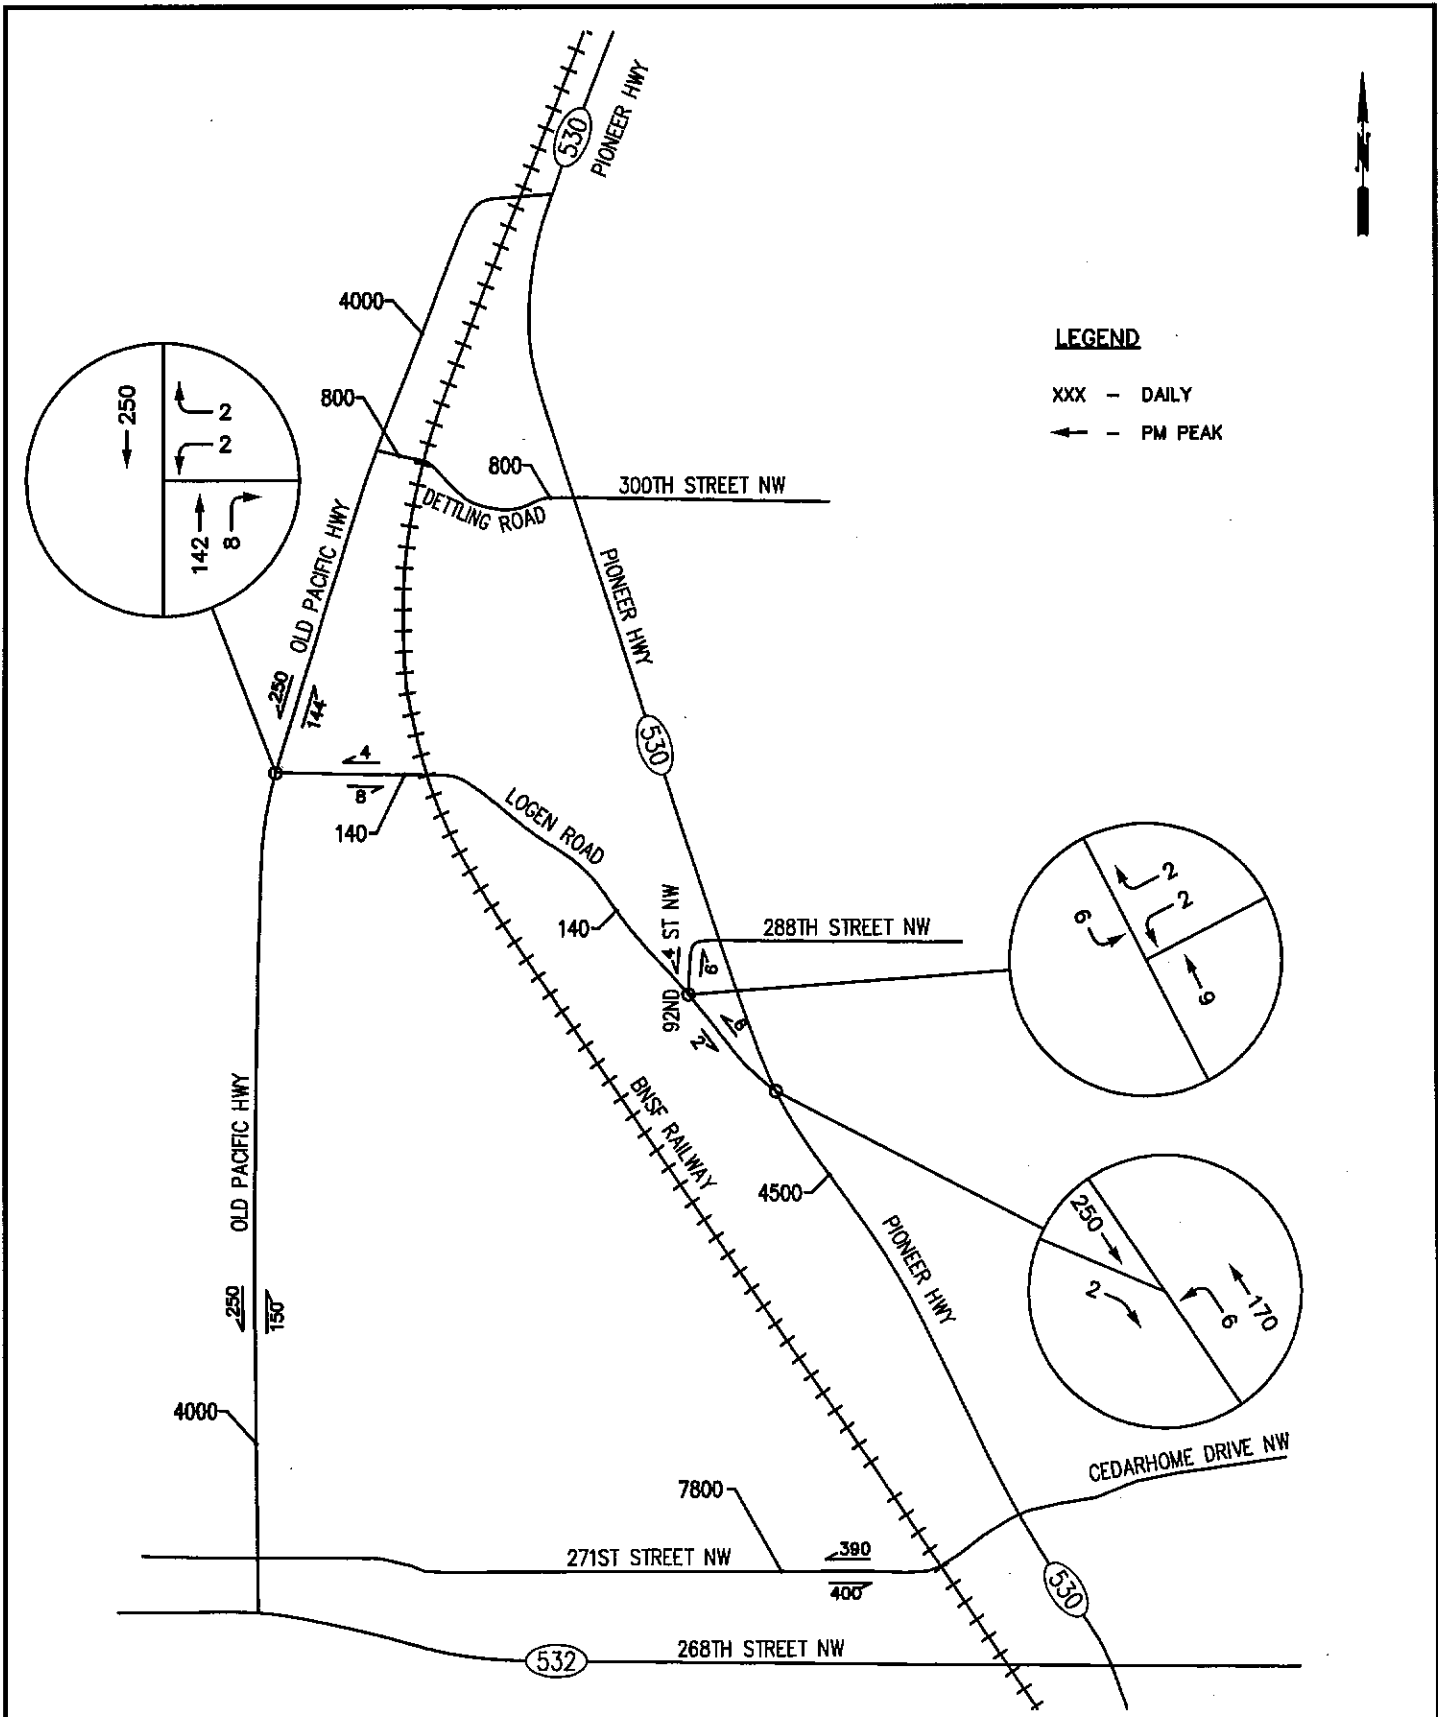 530
PIONEER HWY
N
4000
LEGEND
XXX - DAILY
- PM PEAK
250
2
2
142
8
800
800
300TH STREET NW
DETTLING ROAD
OLD PACIFIC HWY
PIONEER HWY
250
144
530
4
8
140
LOGEN ROAD
140
92ND ST NW
4
6
288TH STREET NW
2
8
2
2
6
6
BNSF RAILWAY
OLD PACIFIC HWY
4500
PIONEER HWY
250
2
6
170
250
150
4000
7800
CEDARHOME DRIVE NW
271ST STREET NW
390
400
530
532
268TH STREET NW